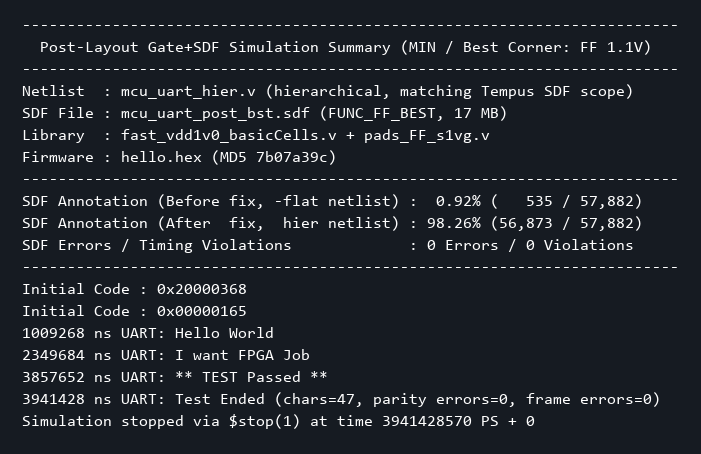 --------------------------------------------------------------------------
Post-Layout Gate+SDF Simulation Summary (MIN / Best Corner: FF 1.1V)
--------------------------------------------------------------------------
Netlist  : mcu_uart_hier.v (hierarchical, matching Tempus SDF scope)
SDF File : mcu_uart_post_bst.sdf (FUNC_FF_BEST, 17 MB)
Library  : fast_vdd1v0_basicCells.v + pads_FF_s1vg.v
Firmware : hello.hex (MD5 7b07a39c)
--------------------------------------------------------------------------
SDF Annotation (Before fix, -flat netlist) :  0.92% (   535 / 57,882)
SDF Annotation (After  fix,  hier netlist) : 98.26% (56,873 / 57,882)
SDF Errors / Timing Violations             : 0 Errors / 0 Violations
--------------------------------------------------------------------------
Initial Code : 0x20000368
Initial Code : 0x00000165
1009268 ns UART: Hello World
2349684 ns UART: I want FPGA Job
3857652 ns UART: ** TEST Passed **
3941428 ns UART: Test Ended (chars=47, parity errors=0, frame errors=0)
Simulation stopped via $stop(1) at time 3941428570 PS + 0